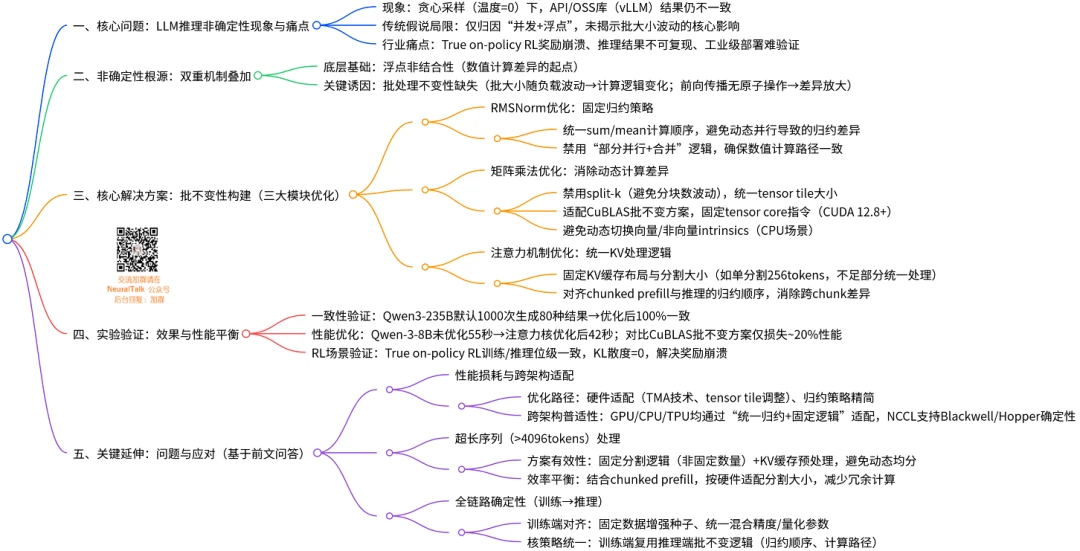 现象：贪心采样（温度=0）下，API/OSS库（vLLM）结果仍不一致
一、核心问题：LLM推理非确定性现象与痛点
传统假说局限：仅归因“并发+浮点”，未揭示批大小波动的核心影响
行业痛点：True on-policy RL奖励崩溃、推理结果不可复现、工业级部署难验证
底层基础：浮点非结合性（数值计算差异的起点）
二、非确定性根源：双重机制叠加
关键诱因：批处理不变性缺失（批大小随负载波动→计算逻辑变化；前向传播无原子操作→差异放大）
RMSNorm优化：固定归约策略
统一sum/mean计算顺序，避免动态并行导致的归约差异
禁用“部分并行+合并”逻辑，确保数值计算路径一致
矩阵乘法优化：消除动态计算差异
三、核心解决方案：批不变性构建（三大模块优化）
禁用split-k（避免分块数波动），统一tensor tile大小
适配CuBLAS批不变方案，固定tensor core指令（CUDA 12.8+）
避免动态切换向量/非向量intrinsics（CPU场景）
注意力机制优化：统一KV处理逻辑
固定KV缓存布局与分割大小（如单分割256tokens，不足部分统一处理）
对齐chunked prefill与推理的归约顺序，消除跨chunk差异
交流加群请在
NeuralTalk 公众号
后台回复：加群
一致性验证：Qwen3-235B默认1000次生成80种结果→优化后100%一致
四、实验验证：效果与性能平衡
性能优化：Qwen-3-8B未优化55秒→注意力核优化后42秒；对比CuBLAS批不变方案仅损失~20%性能
RL场景验证：True on-policy RL训练/推理位级一致，KL散度=0，解决奖励崩溃
性能损耗与跨架构适配
优化路径：硬件适配（TMA技术、tensor tile调整）、归约策略精简
跨架构普适性：GPU/CPU/TPU均通过“统一归约+固定逻辑”适配，NCCL支持Blackwell/Hopper确定性
超长序列（>4096tokens）处理
五、关键延伸：问题与应对（基于前文问答）
方案有效性：固定分割逻辑（非固定数量）+KV缓存预处理，避免动态均分
效率平衡：结合chunked prefill，按硬件适配分割大小，减少冗余计算
全链路确定性（训练→推理）
训练端对齐：固定数据增强种子、统一混合精度/量化参数
核策略统一：训练端复用推理端批不变逻辑（归约顺序、计算路径）